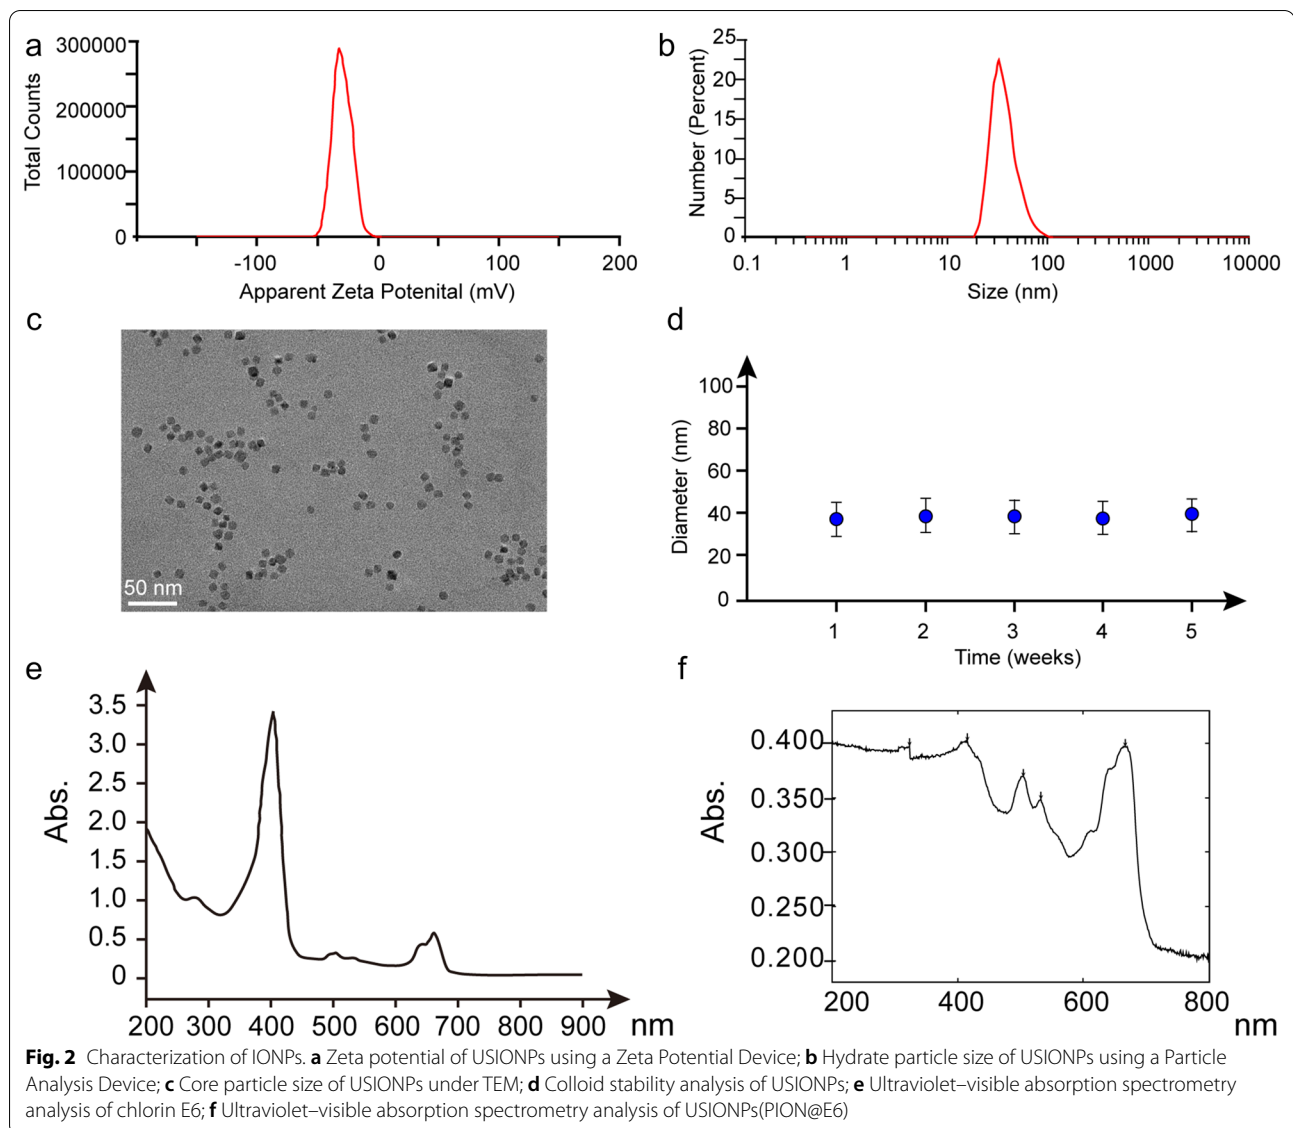 a
300000
200000
100000
0
Total Counts
-100 0 100 200
Apparent Zeta Potenital (mV)
b
25
20
15
10
5
0
Number (Percent)
0.1 1 10 100 1000 10000
Size (nm)
c
50 nm
d
100
80
60
40
20
0
Diameter (nm)
1 2 3 4 5
Time (weeks)
e
3.5
3.0
2.5
2.0
1.5
1.0
0.5
0
Abs.
200 300 400 500 600 700 800 900 nm
f
0.400
0.350
0.300
0.250
0.200
Abs.
200 400 600 800
nm
Fig. 2 Characterization of IONPs. a Zeta potential of USIONPs using a Zeta Potential Device; b Hydrate particle size of USIONPs using a Particle
Analysis Device; c Core particle size of USIONPs under TEM; d Colloid stability analysis of USIONPs; e Ultraviolet–visible absorption spectrometry
analysis of chlorin E6; f Ultraviolet–visible absorption spectrometry analysis of USIONPs(PION@E6)